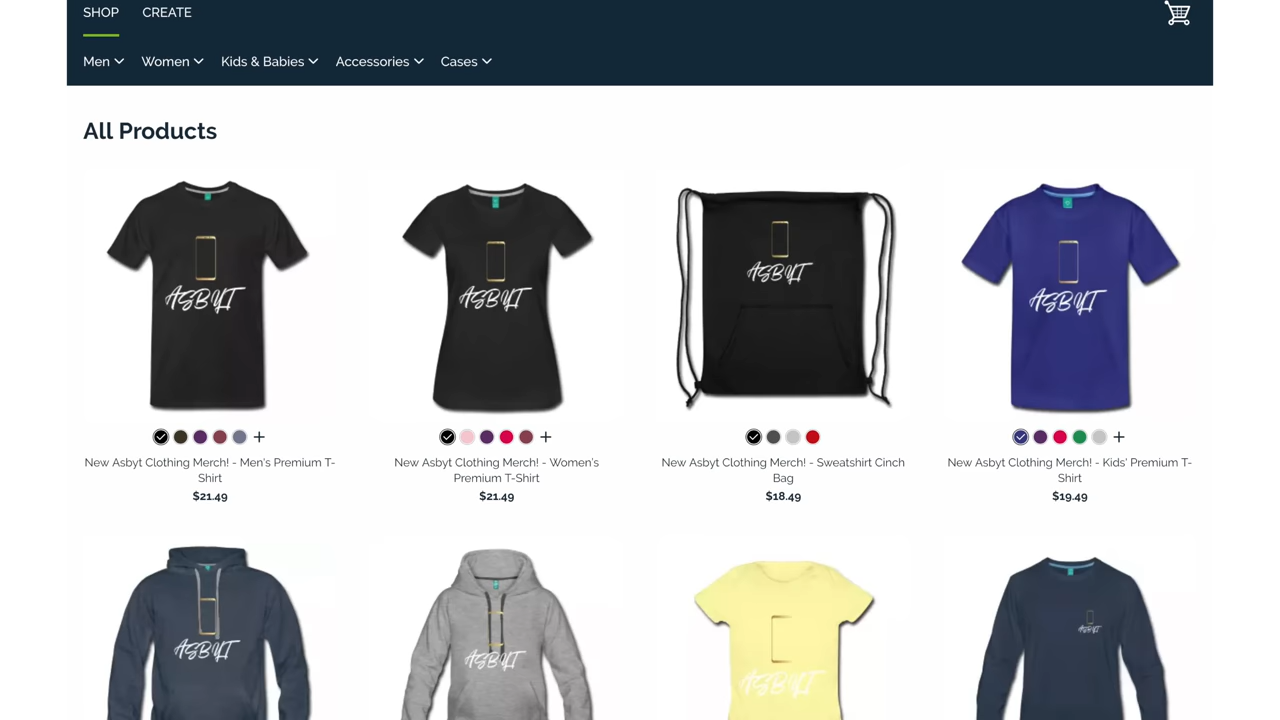 SHOP CREATE
Men Women Kids & Babies Accessories Cases
All Products
ASBYT ASBYT ASBYT ASBYT
New Asbyt Clothing Merch! - Men's Premium T-
Shirt
$21.49
New Asbyt Clothing Merch! - Women's
Premium T-Shirt
$21.49
New Asbyt Clothing Merch! - Sweatshirt Cinch
Bag
$18.49
New Asbyt Clothing Merch! - Kids' Premium T-
Shirt
$19.49
ASBYT ASBYT ASBYT ASBYT